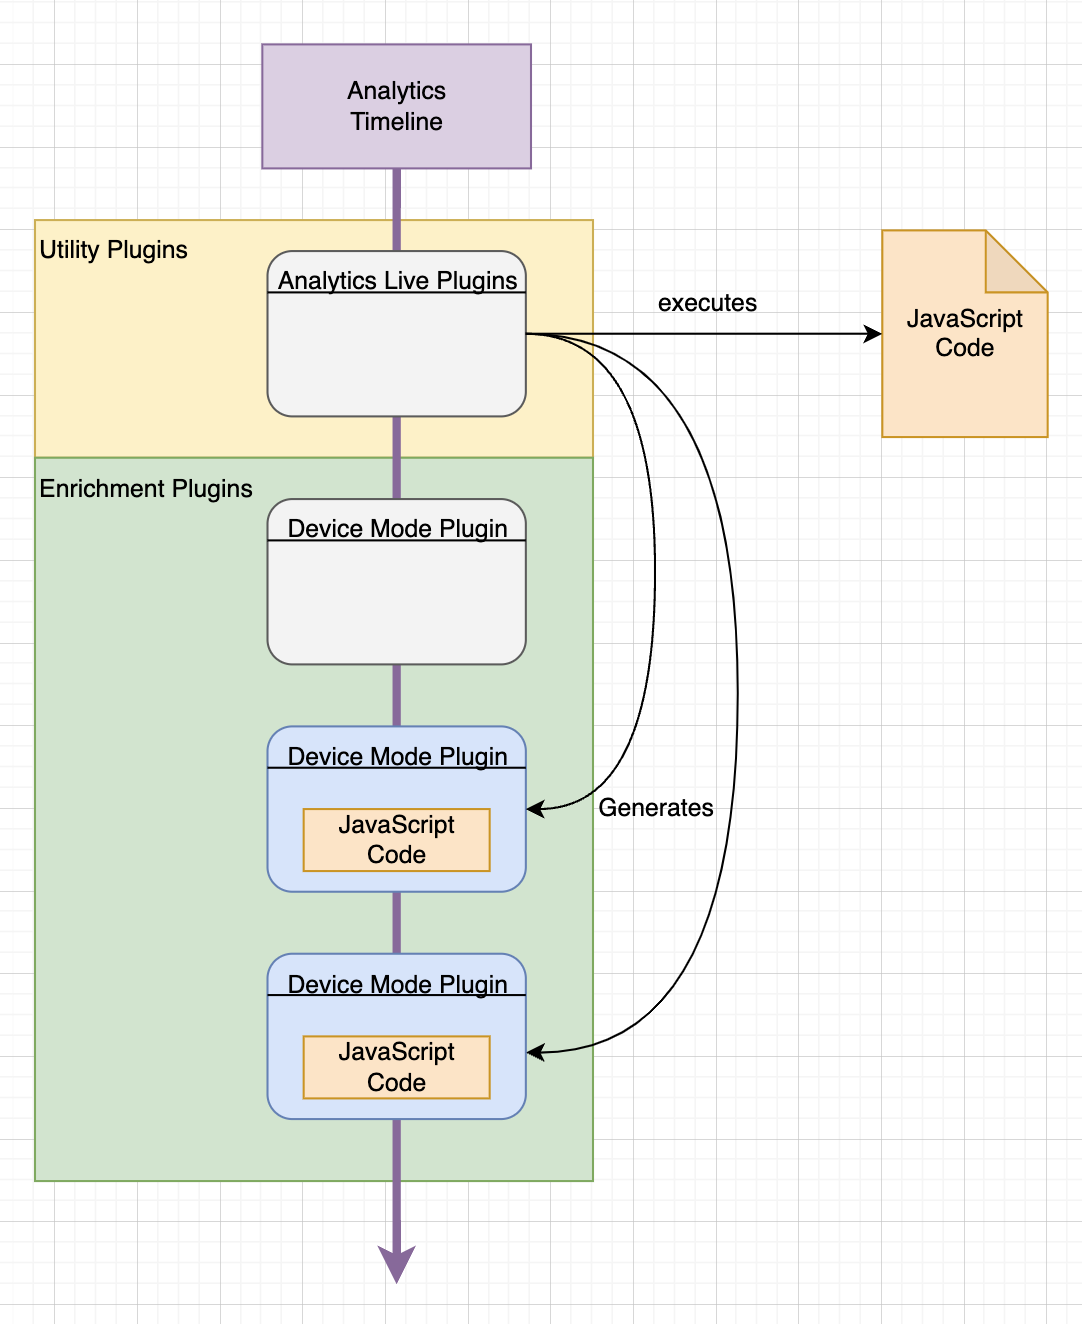 Analytics
Timeline
Utility Plugins
Analytics Live Plugins
executes
JavaScript
Code
Enrichment Plugins
Device Mode Plugin
Device Mode Plugin
JavaScript
Code
Generates
Device Mode Plugin
JavaScript
Code